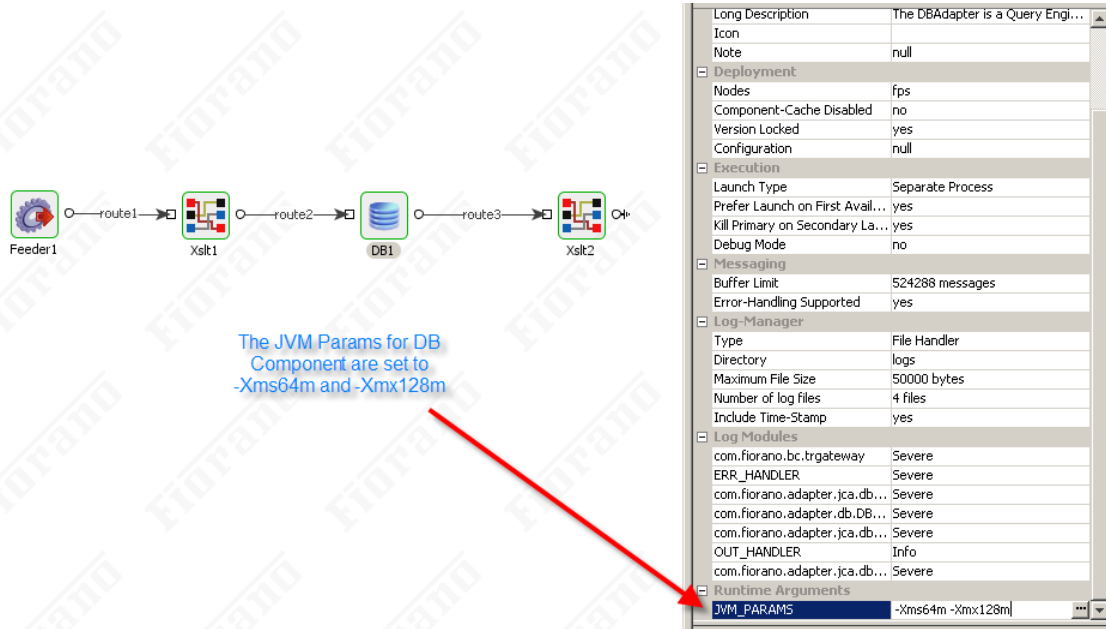 Fiorano
Feeder1
route1
Xslt1
route2
DB1
route3
Xslt2
The JVM Params for DB
Component are set to
-Xms64m and -Xmx128m
Long Description The DBAdapter is a Query Engi...
Icon
Note null
Deployment
Nodes fps
Component-Cache Disabled no
Version Locked yes
Configuration null
Execution
Launch Type Separate Process
Prefer Launch on First Avail... yes
Kill Primary on Secondary La... yes
Debug Mode no
Messaging
Buffer Limit 524288 messages
Error-Handling Supported yes
Log-Manager
Type File Handler
Directory logs
Maximum File Size 50000 bytes
Number of log files 4 files
Include Time-Stamp yes
Log Modules
com.fiorano.bc.trgateway Severe
ERR_HANDLER Severe
com.fiorano.adapter.jca.db... Severe
com.fiorano.adapter.db.DB... Severe
com.fiorano.adapter.jca.db... Severe
OUT_HANDLER Info
com.fiorano.adapter.jca.db... Severe
Runtime Arguments
JVM_PARAMS -Xms64m -Xmx128m ...